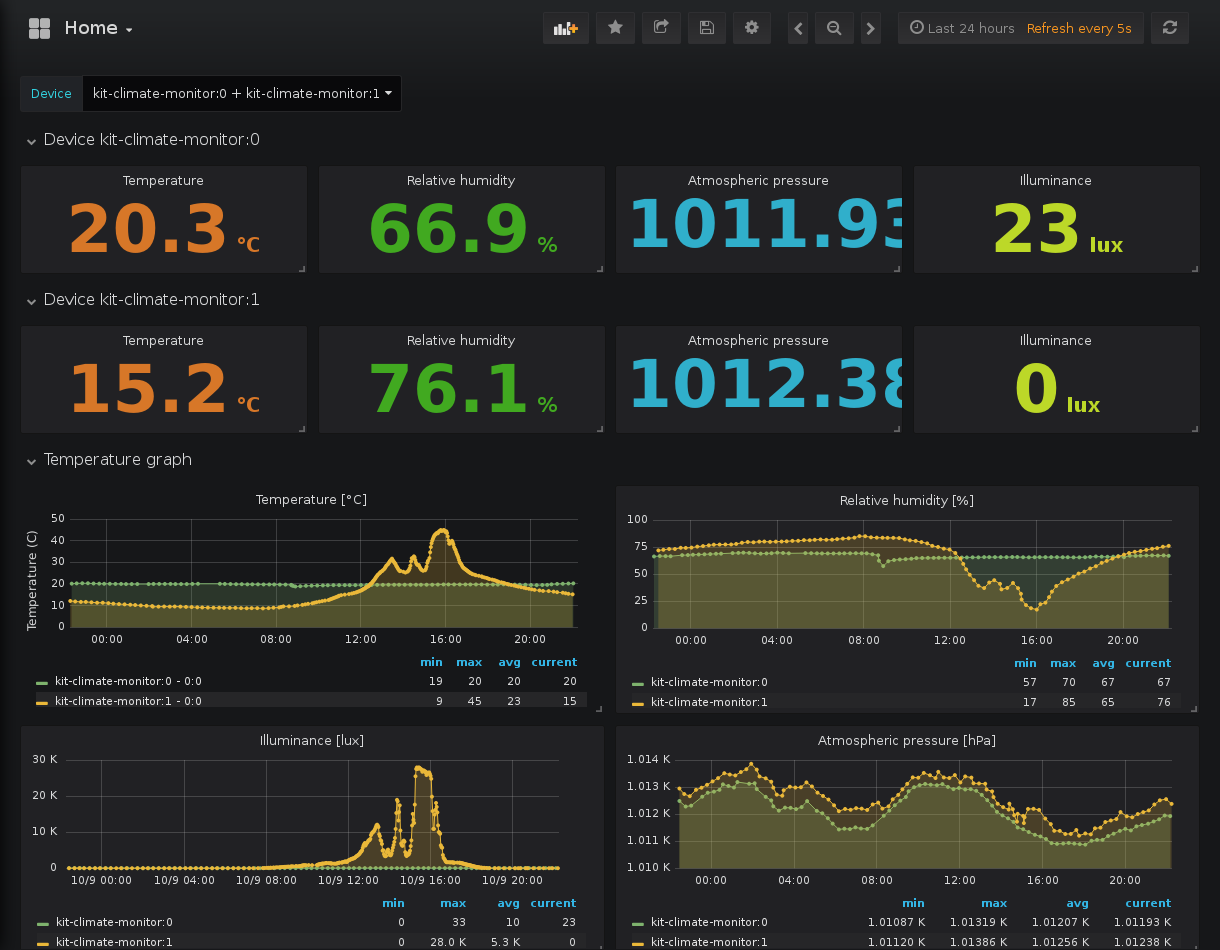 Home
Last 24 hours Refresh every 5s
Device kit-climate-monitor:0 + kit-climate-monitor:1
Device kit-climate-monitor:0
Temperature Relative humidity Atmospheric pressure Illuminance
20.3 °C 66.9 % 1011.93 23 lux
Device kit-climate-monitor:1
Temperature Relative humidity Atmospheric pressure Illuminance
15.2 °C 76.1 % 1012.38 0 lux
Temperature graph
Temperature [°C]
Temperature (C)
50
40
30
20
10
0
00:00 04:00 08:00 12:00 16:00 20:00
min max avg current
kit-climate-monitor:0 - 0:0 19 20 20 20
kit-climate-monitor:1 - 0:0 9 45 23 15
Relative humidity [%]
100
75
50
25
0
00:00 04:00 08:00 12:00 16:00 20:00
min max avg current
kit-climate-monitor:0 57 70 67 67
kit-climate-monitor:1 17 85 65 76
Illuminance [lux]
30 K
20 K
10 K
0
10/9 00:00 10/9 04:00 10/9 08:00 10/9 12:00 10/9 16:00 10/9 20:00
min max avg current
kit-climate-monitor:0 0 33 10 23
kit-climate-monitor:1 0 28.0 K 5.3 K 0
Atmospheric pressure [hPa]
1.014 K
1.013 K
1.012 K
1.011 K
1.010 K
00:00 04:00 08:00 12:00 16:00 20:00
min max avg current
kit-climate-monitor:0 1.01087 K 1.01319 K 1.01207 K 1.01193 K
kit-climate-monitor:1 1.01120 K 1.01386 K 1.01256 K 1.01238 K